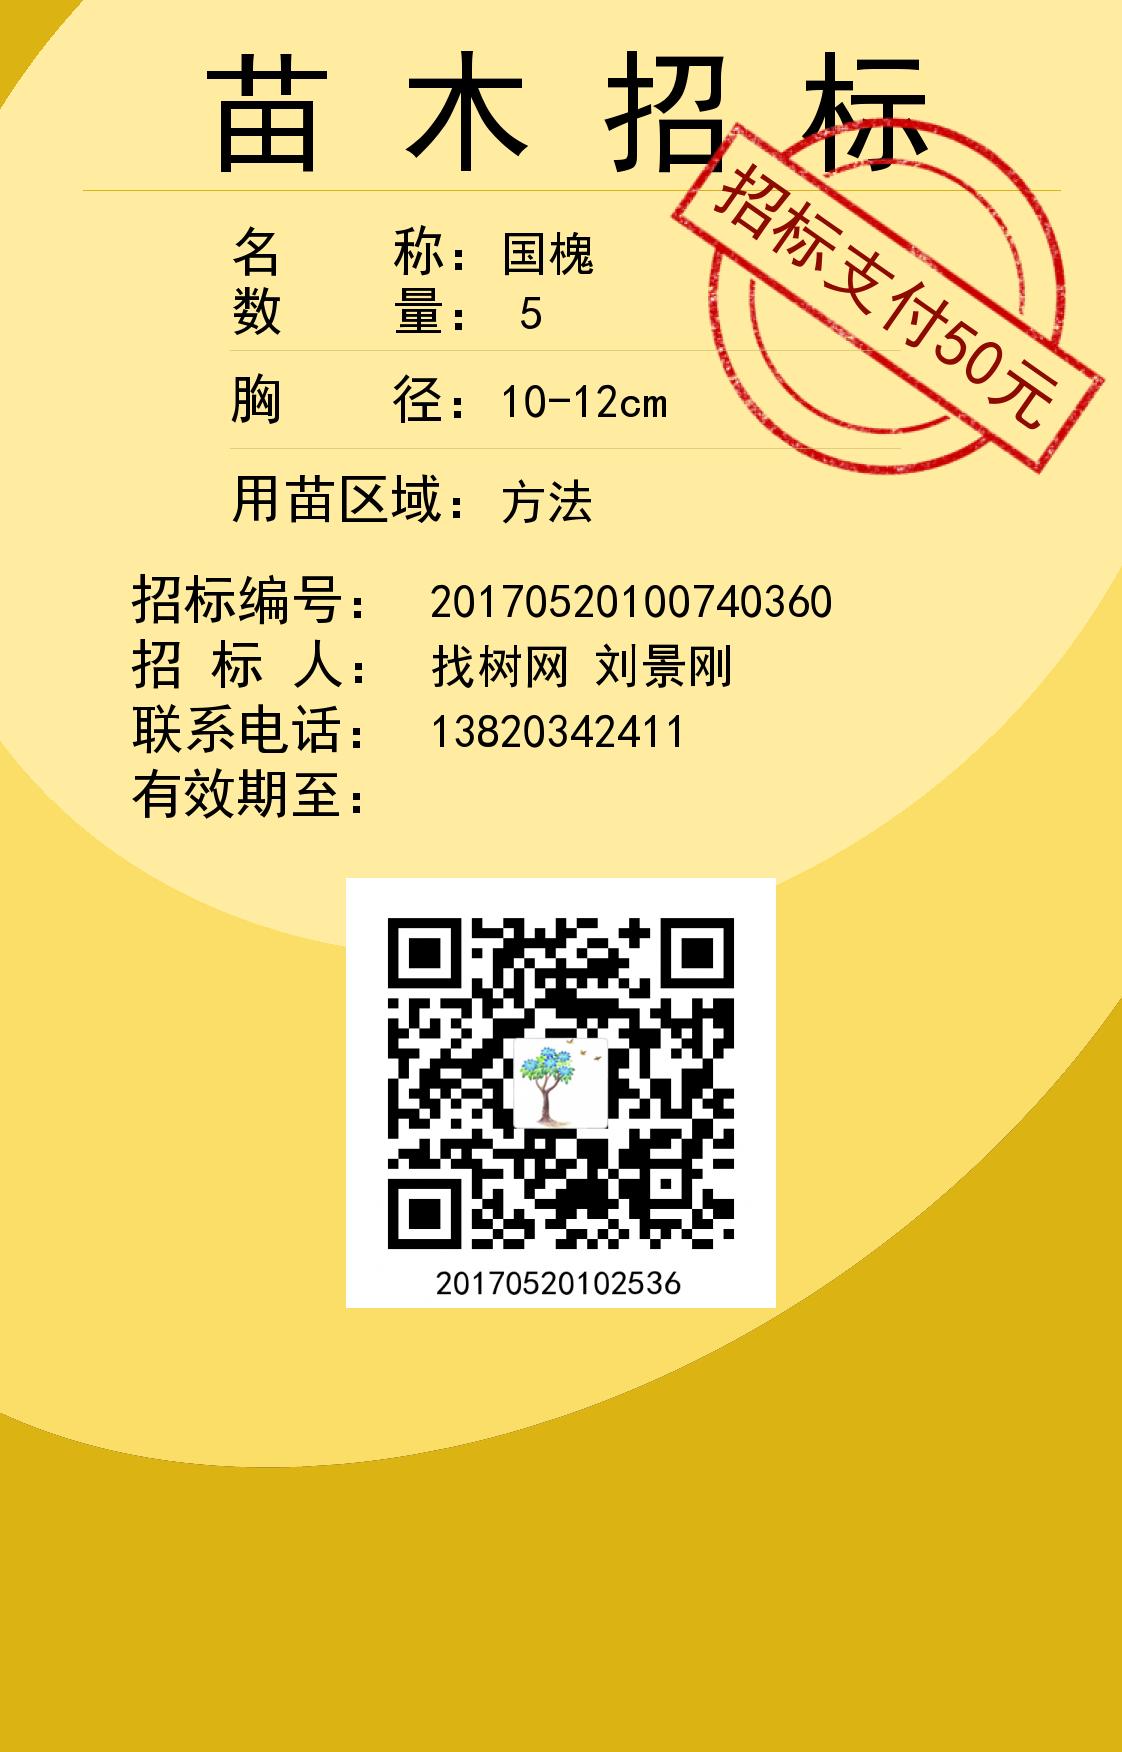 苗木招标
招标支付50元
名称：国槐
数量：5
胸径：10-12cm
用苗区域：方法
招标编号：20170520100740360
招标人：找树网 刘景刚
联系电话：13820342411
有效期至：
20170520102536